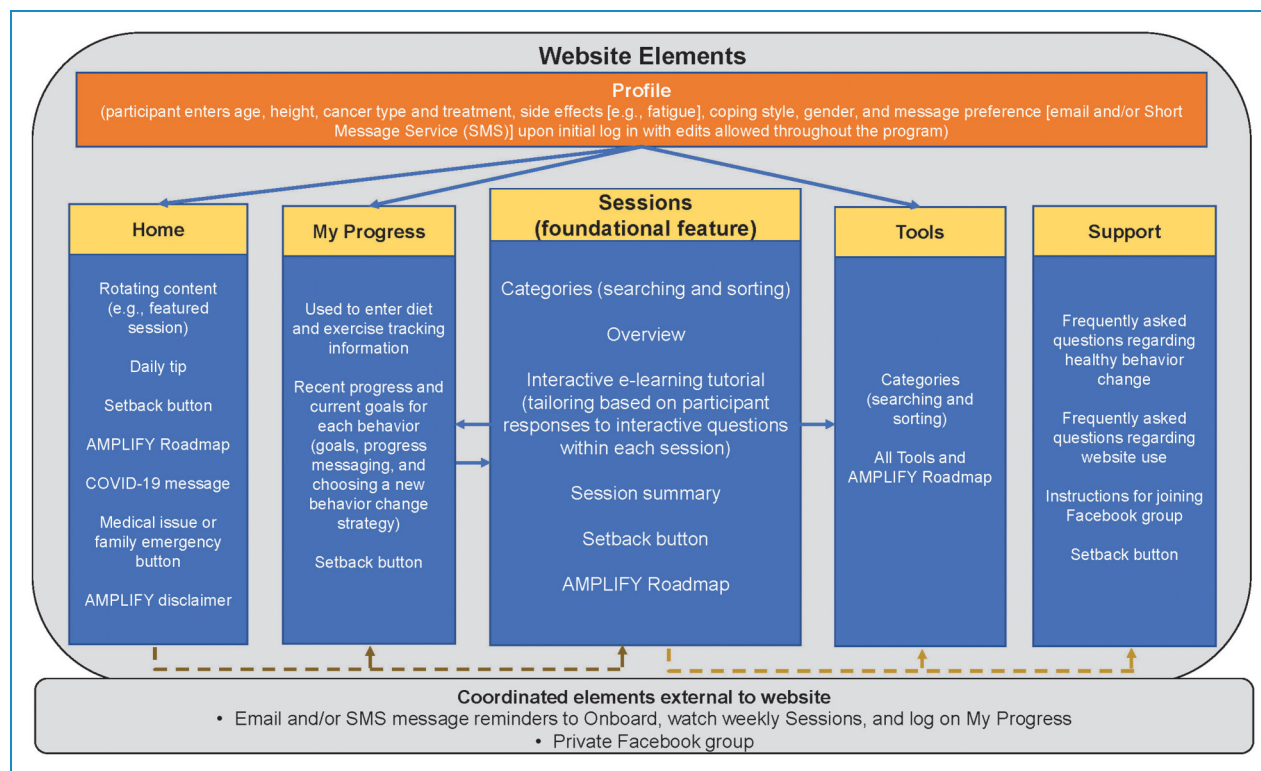 Website Elements
Profile
(participant enters age, height, cancer type and treatment, side effects [e.g., fatigue], coping style, gender, and message preference [email and/or Short
Message Service (SMS)] upon initial log in with edits allowed throughout the program)
Home
Rotating content
(e.g., featured
session)
Daily tip
Setback button
AMPLIFY Roadmap
COVID-19 message
Medical issue or
family emergency
button
AMPLIFY disclaimer
My Progress
Used to enter diet
and exercise tracking
information
Recent progress and
current goals for
each behavior
(goals, progress
messaging, and
choosing a new
behavior change
strategy)
Setback button
Sessions
(foundational feature)
Categories (searching and sorting)
Overview
Interactive e-learning tutorial
(tailoring based on participant
responses to interactive questions
within each session)
Session summary
Setback button
AMPLIFY Roadmap
Tools
Categories
(searching and
sorting)
All Tools and
AMPLIFY Roadmap
Support
Frequently asked
questions regarding
healthy behavior
change
Frequently asked
questions regarding
website use
Instructions for joining
Facebook group
Setback button
Coordinated elements external to website
• Email and/or SMS message reminders to Onboard, watch weekly Sessions, and log on My Progress
• Private Facebook group